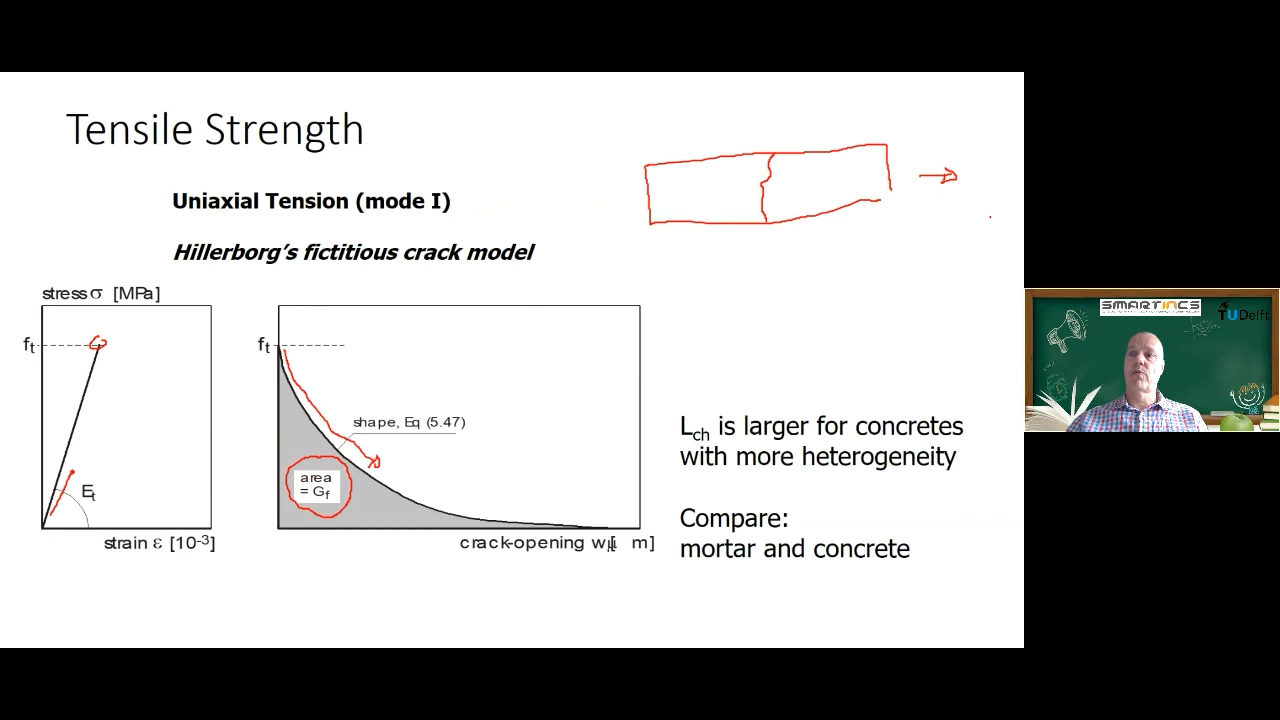 Tensile Strength
Uniaxial Tension (mode I)
Hillerborg's fictitious crack model
stress σ [MPa]
ft
Et
strain ε [10-3]
ft
shape, Eq (5.47)
area
= Gf
crack-opening w [μm]
Lch is larger for concretes
with more heterogeneity
Compare:
mortar and concrete
SMARTINCS
TUDelft